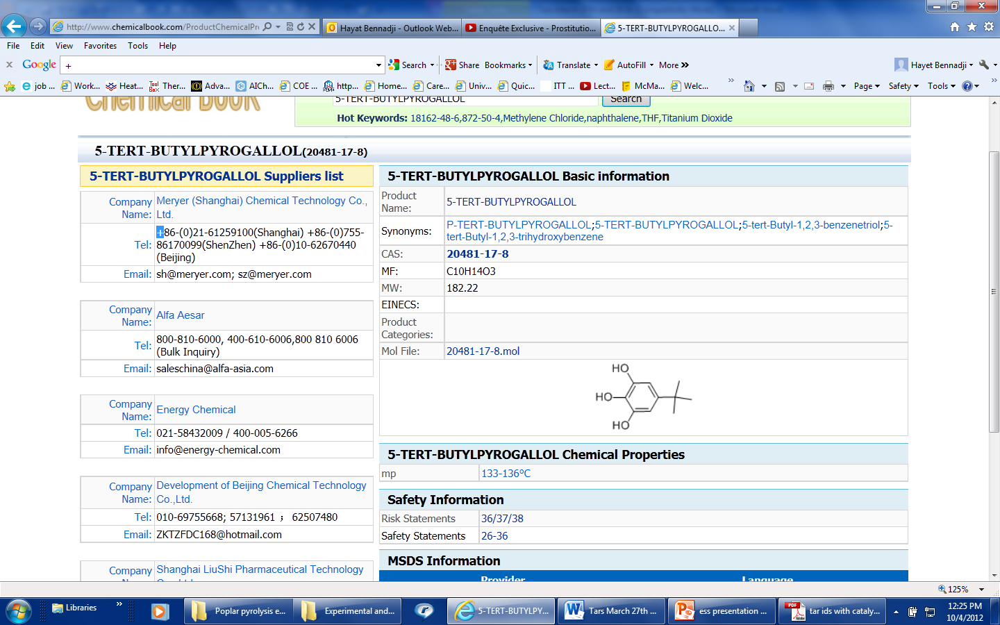 http://www.chemicalbook.com/ProductChemicalPr
Hayat Bennadji - Outlook Web...
Enquête Exclusive - Prostitutio...
5-TERT-BUTYLPYROGALLO...
File Edit View Favorites Tools Help
x Google + Search Share Bookmarks Translate AutoFill More » Hayet Bennadji
job ... Work... Heat... Ther... Adva... AICh... COE ... http... Home... Care... Univ... Quic... ITT ... Lect... McMa... Welc... » Page Safety Tools »
Chemical Book
5-TERT-BUTYLPYROGALLOL Search
Hot Keywords: 18162-48-6,872-50-4,Methylene Chloride,naphthalene,THF,Titanium Dioxide
5-TERT-BUTYLPYROGALLOL(20481-17-8)
5-TERT-BUTYLPYROGALLOL Suppliers list
Company Name: Meryer (Shanghai) Chemical Technology Co., Ltd.
Tel: +86-(0)21-61259100(Shanghai) +86-(0)755-
86170099(ShenZhen) +86-(0)10-62670440
(Beijing)
Email: sh@meryer.com; sz@meryer.com
Company Name: Alfa Aesar
Tel: 800-810-6000, 400-610-6006,800 810 6006
(Bulk Inquiry)
Email: saleschina@alfa-asia.com
Company Name: Energy Chemical
Tel: 021-58432009 / 400-005-6266
Email: info@energy-chemical.com
Company Name: Development of Beijing Chemical Technology Co.,Ltd.
Tel: 010-69755668; 57131961 ； 62507480
Email: ZKTZFDC168@hotmail.com
Company Shanghai LiuShi Pharmaceutical Technology
5-TERT-BUTYLPYROGALLOL Basic information
Product Name: 5-TERT-BUTYLPYROGALLOL
Synonyms: P-TERT-BUTYLPYROGALLOL;5-TERT-BUTYLPYROGALLOL;5-tert-Butyl-1,2,3-benzenetriol;5-
tert-Butyl-1,2,3-trihydroxybenzene
CAS: 20481-17-8
MF: C10H14O3
MW: 182.22
EINECS:
Product Categories:
Mol File: 20481-17-8.mol
HO
HO
HO
5-TERT-BUTYLPYROGALLOL Chemical Properties
mp 133-136°C
Safety Information
Risk Statements 36/37/38
Safety Statements 26-36
MSDS Information
Provider Language
125%
Libraries » Poplar pyrolysis e... Experimental and... 5-TERT-BUTYLPY... Tars March 27th ... ess presentation ... tar ids with cataly... 12:25 PM
10/4/2012